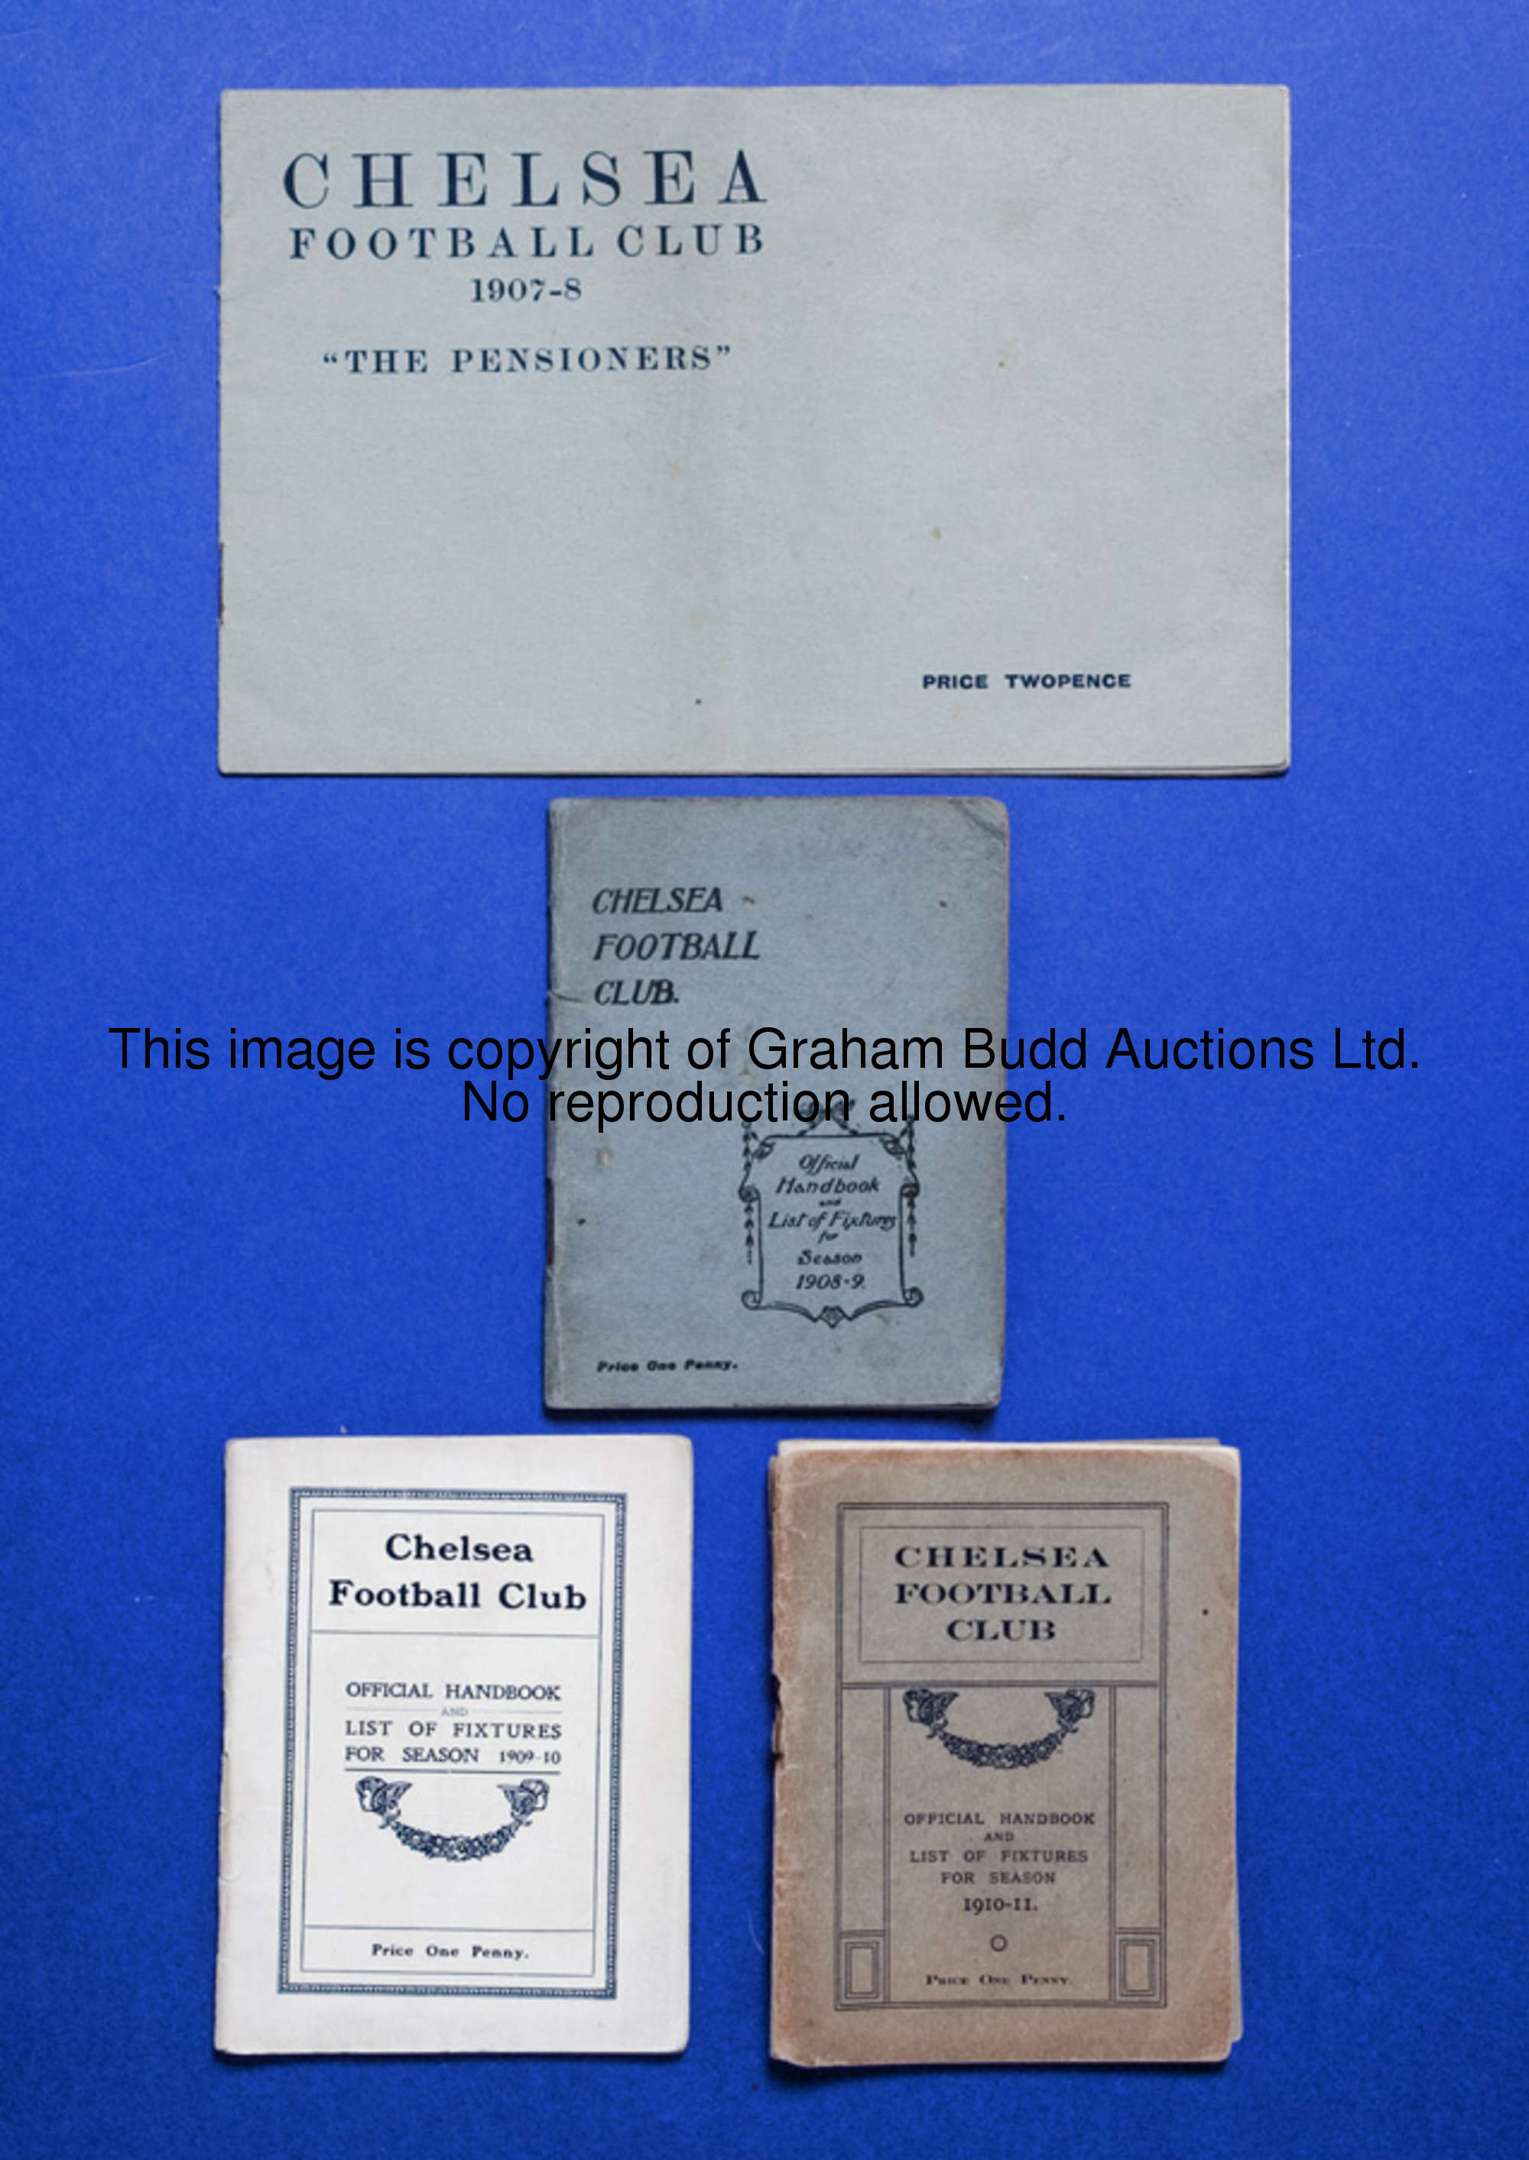 CHELSEA
FOOTBALL CLUB
1907-8
"THE PENSIONERS"
PRICE TWOPENCE
CHELSEA
FOOTBALL
CLUB.
This image is copyright of Graham Budd Auctions Ltd.
No reproduction allowed.
Official
Handbook
and
List of Fixtures
for
Season
1908-9.
Price One Penny.
Chelsea
Football Club
OFFICIAL HANDBOOK
AND
LIST OF FIXTURES
FOR SEASON 1909-10
Price One Penny.
CHELSEA
FOOTBALL
CLUB
OFFICIAL HANDBOOK
AND
LIST OF FIXTURES
FOR SEASON
1910-11.
PRICE ONE PENNY.